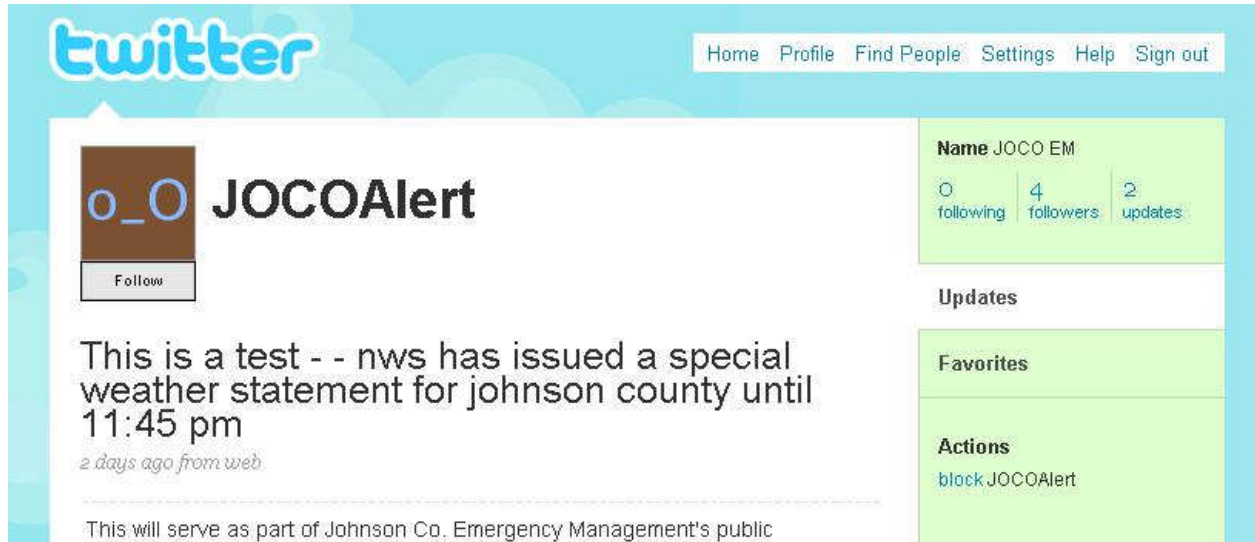 twitter
Home Profile Find People Settings Help Sign out
o_O
JOCOAlert
Follow
This is a test - - nws has issued a special
weather statement for johnson county until
11:45 pm
2 days ago from web
This will serve as part of Johnson Co. Emergency Management's public
Name JOCO EM
0 4 2
following followers updates
Updates
Favorites
Actions
block JOCOAlert